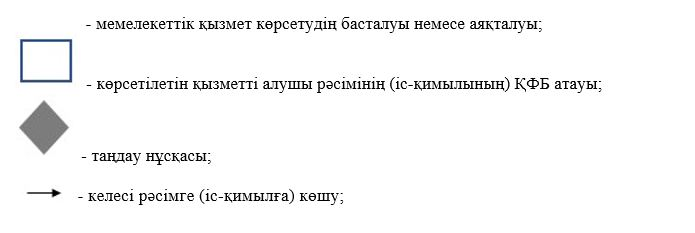 - мемелекеттік қызмет көрсетудің басталуы немесе аяқталуы;
- көрсетілетін қызметті алушы рәсімінің (іс-қимылының) ҚФБ атауы;
- таңдау нұсқасы;
- келесі рәсімге (іс-қимылға) көшу;